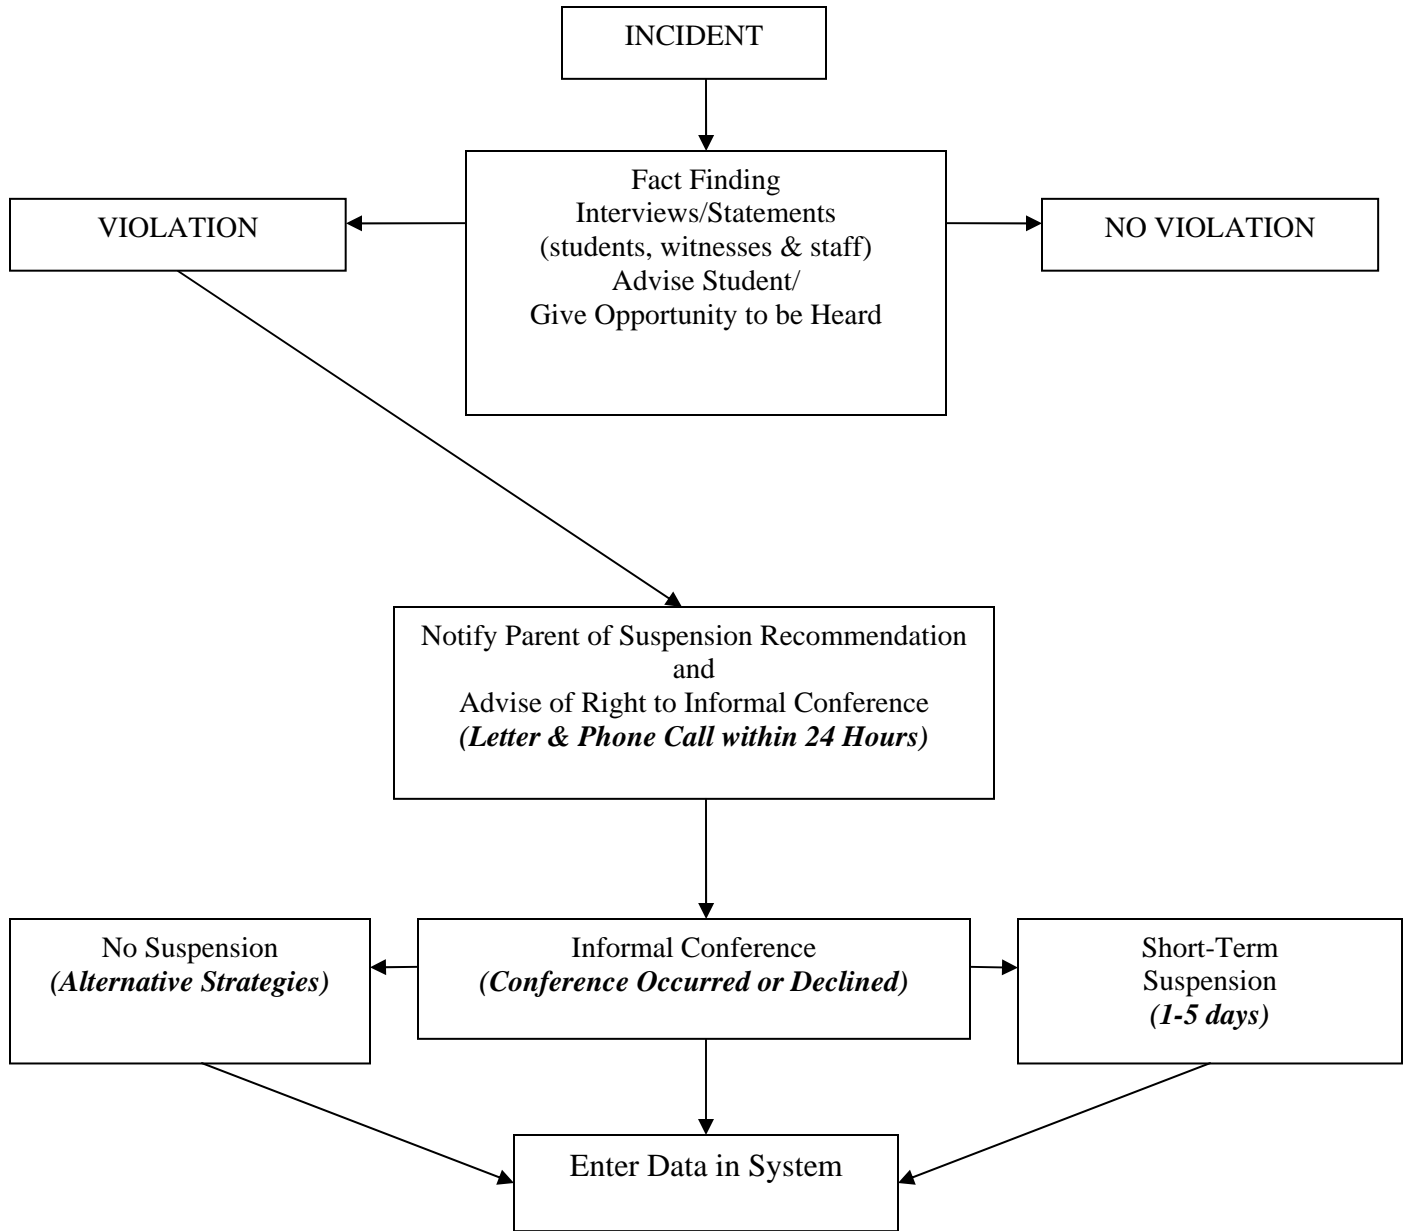 INCIDENT
Fact Finding
Interviews/Statements
(students, witnesses & staff)
Advise Student/
Give Opportunity to be Heard
VIOLATION
NO VIOLATION
Notify Parent of Suspension Recommendation
and
Advise of Right to Informal Conference
(Letter & Phone Call within 24 Hours)
No Suspension
(Alternative Strategies)
Informal Conference
(Conference Occurred or Declined)
Short-Term
Suspension
(1-5 days)
Enter Data in System